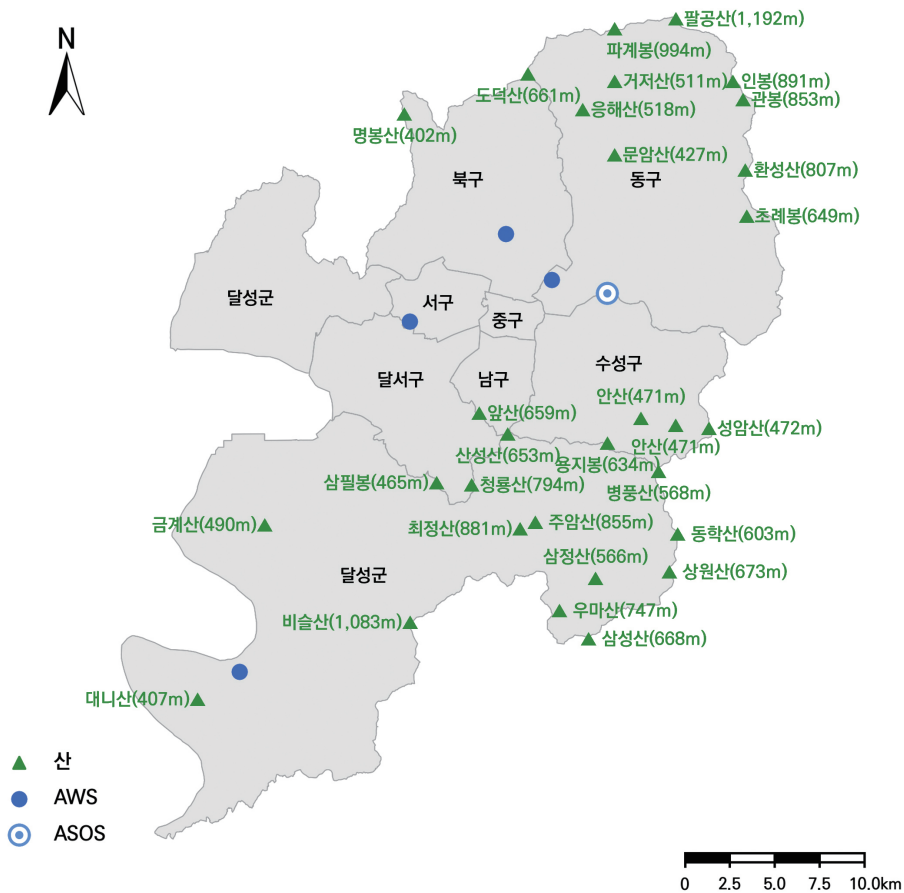 팔공산(1,192m)
N
파계봉(994m)
거저산(511m)
인봉(891m)
도덕산(661m)
관봉(853m)
응해산(518m)
명봉산(402m)
문암산(427m)
환성산(807m)
북구
동구
초례봉(649m)
달성군
서구
중구
수성구
달서구
남구
안산(471m)
앞산(659m)
성암산(472m)
안산(471m)
산성산(653m)
용지봉(634m)
삼필봉(465m)
청룡산(794m)
병풍산(568m)
금계산(490m)
최정산(881m)
주암산(855m)
동학산(603m)
삼정산(566m)
달성군
상원산(673m)
비슬산(1,083m)
우마산(747m)
삼성산(668m)
대니산(407m)
산
AWS
ASOS
0 2.5 5.0 7.5 10.0km